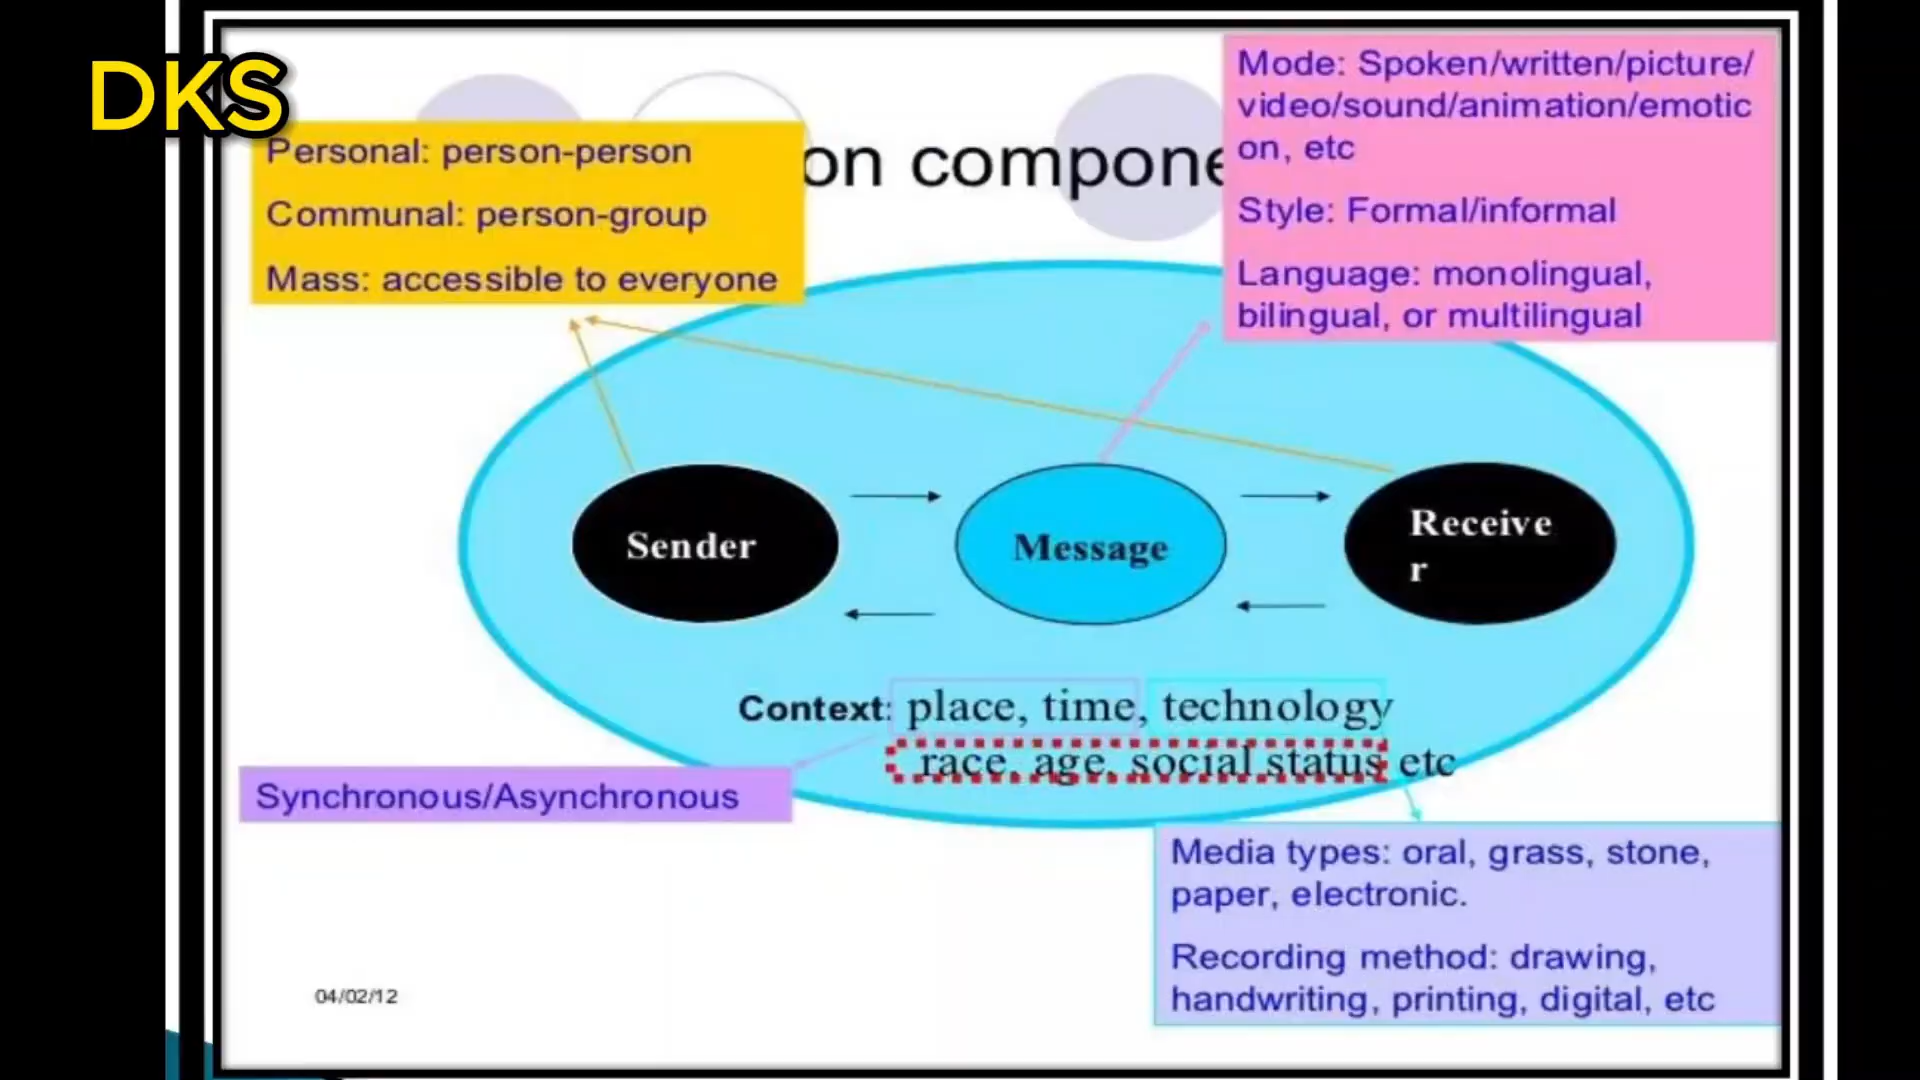 DKS
Personal: person-person
Communal: person-group
Mass: accessible to everyone
on compone
Mode: Spoken/written/picture/
video/sound/animation/emotic
on, etc
Style: Formal/informal
Language: monolingual,
bilingual, or multilingual
Sender
Message
Receive
r
Context: place, time, technology
race, age, social status etc
Synchronous/Asynchronous
Media types: oral, grass, stone,
paper, electronic.
Recording method: drawing,
handwriting, printing, digital, etc
04/02/12